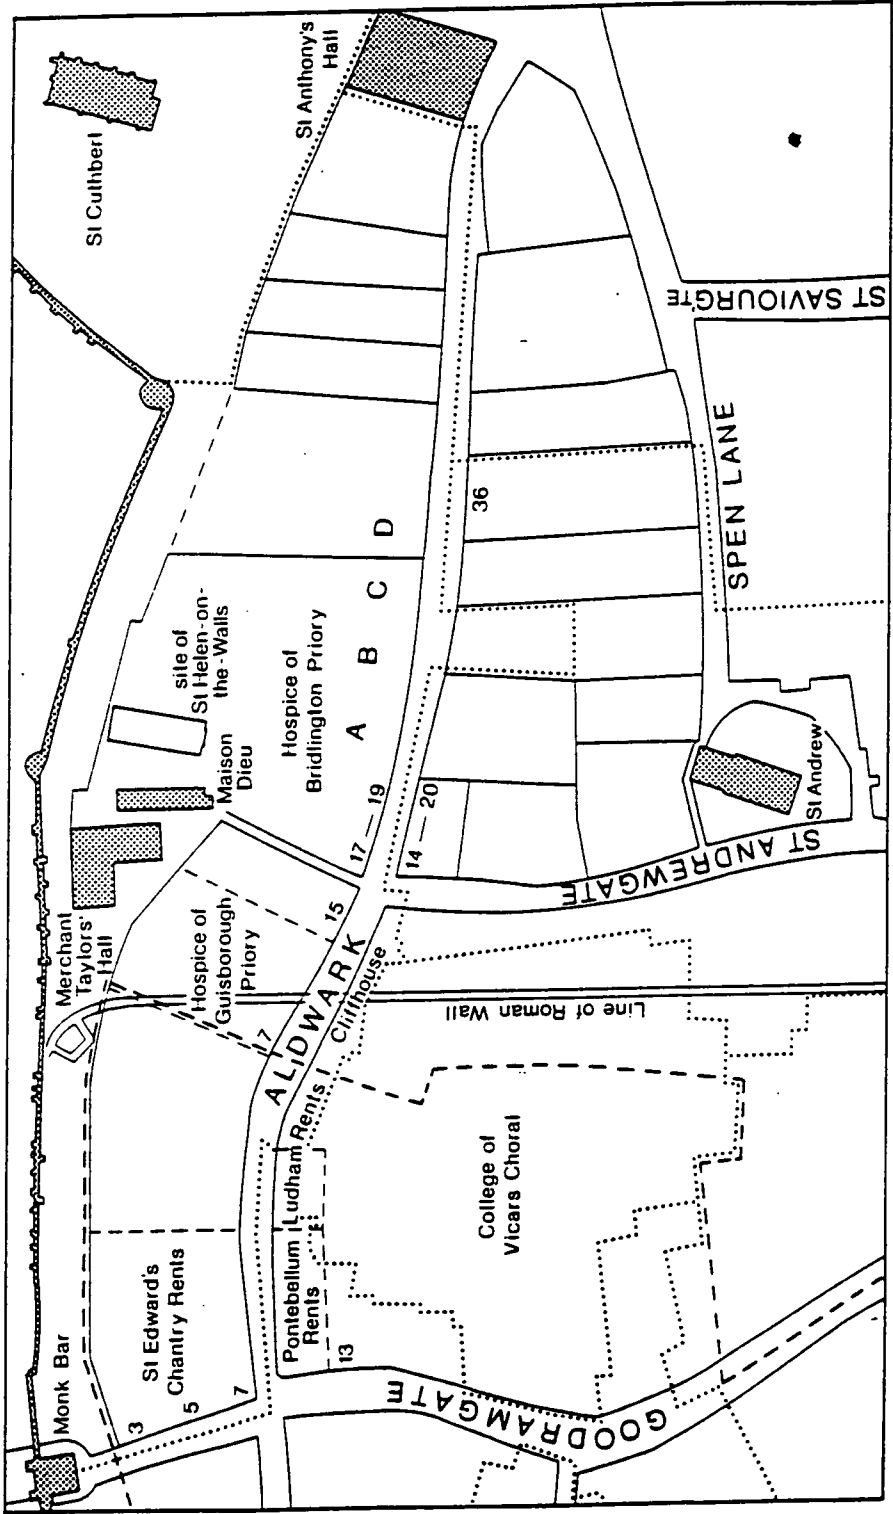 Monk Bar
Merchant
Taylors'
Hall
St Cuthbert
St Edward's
Chantry Rents
Hospice of
Guisborough
Priory
Maison
Dieu
site of
St Helen-on-
the-Walls
St Anthony's
Hall
3
5
7
17
15
17 — 19
Hospice of
Bridlington Priory
A
B
C
D
ALDWARK
Pontebellum
Rents
Ludham Rents
Cliffhouse
13
14 — 20
36
GOODRAMGATE
College of
Vicars Choral
Line of Roman Wall
ST ANDREWGATE
St Andrew
SPEN LANE
ST SAVIOURGTE